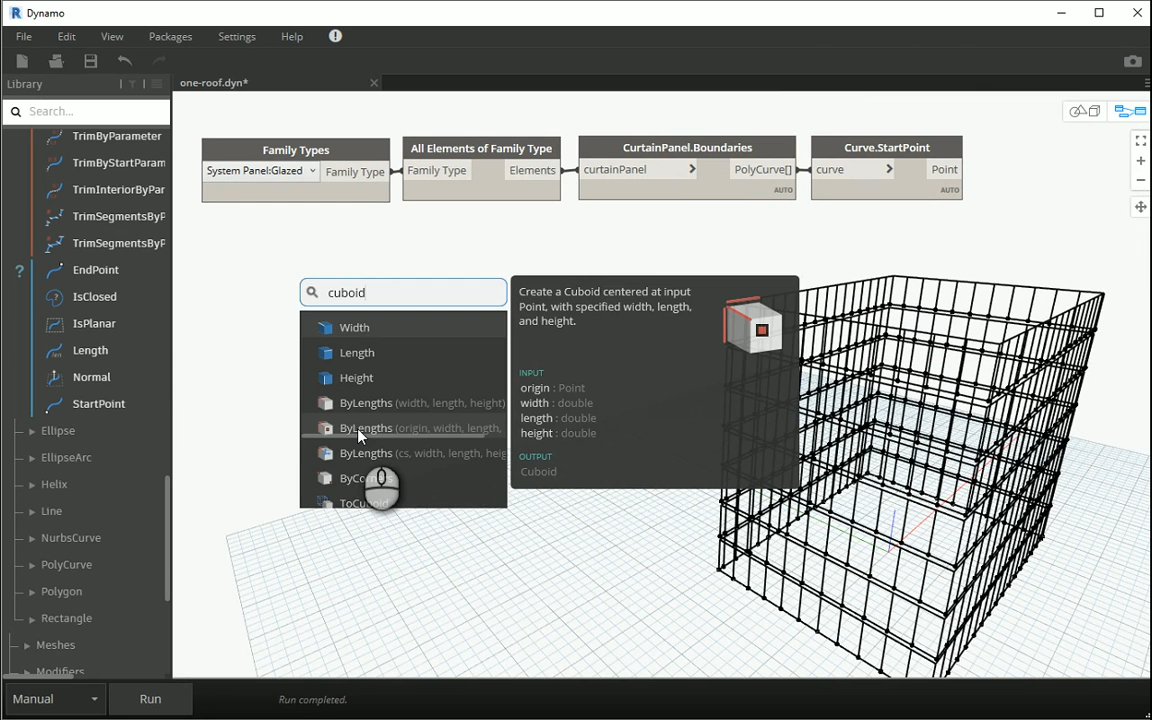 Dynamo
File Edit View Packages Settings Help
Library
one-roof.dyn*
Search...
TrimByParameter
TrimByStartParam
TrimInteriorByPar
TrimSegmentsByP
TrimSegmentsByP
? EndPoint
IsClosed
IsPlanar
Length
Normal
StartPoint
Ellipse
EllipseArc
Helix
Line
NurbsCurve
PolyCurve
Polygon
Rectangle
Meshes
Modifiers
Family Types
System Panel:Glazed
Family Type
All Elements of Family Type
Family Type Elements
CurtainPanel.Boundaries
curtainPanel > PolyCurve[]
AUTO
Curve.StartPoint
curve > Point
AUTO
cuboid
Width
Length
Height
ByLengths (width, length, height)
ByLengths (origin, width, length,
ByLengths (cs, width, length, heig
ToCuboid
Create a Cuboid centered at input
Point, with specified width, length,
and height.
INPUT
origin : Point
width : double
length : double
height : double
OUTPUT
Cuboid
Manual Run Run completed.